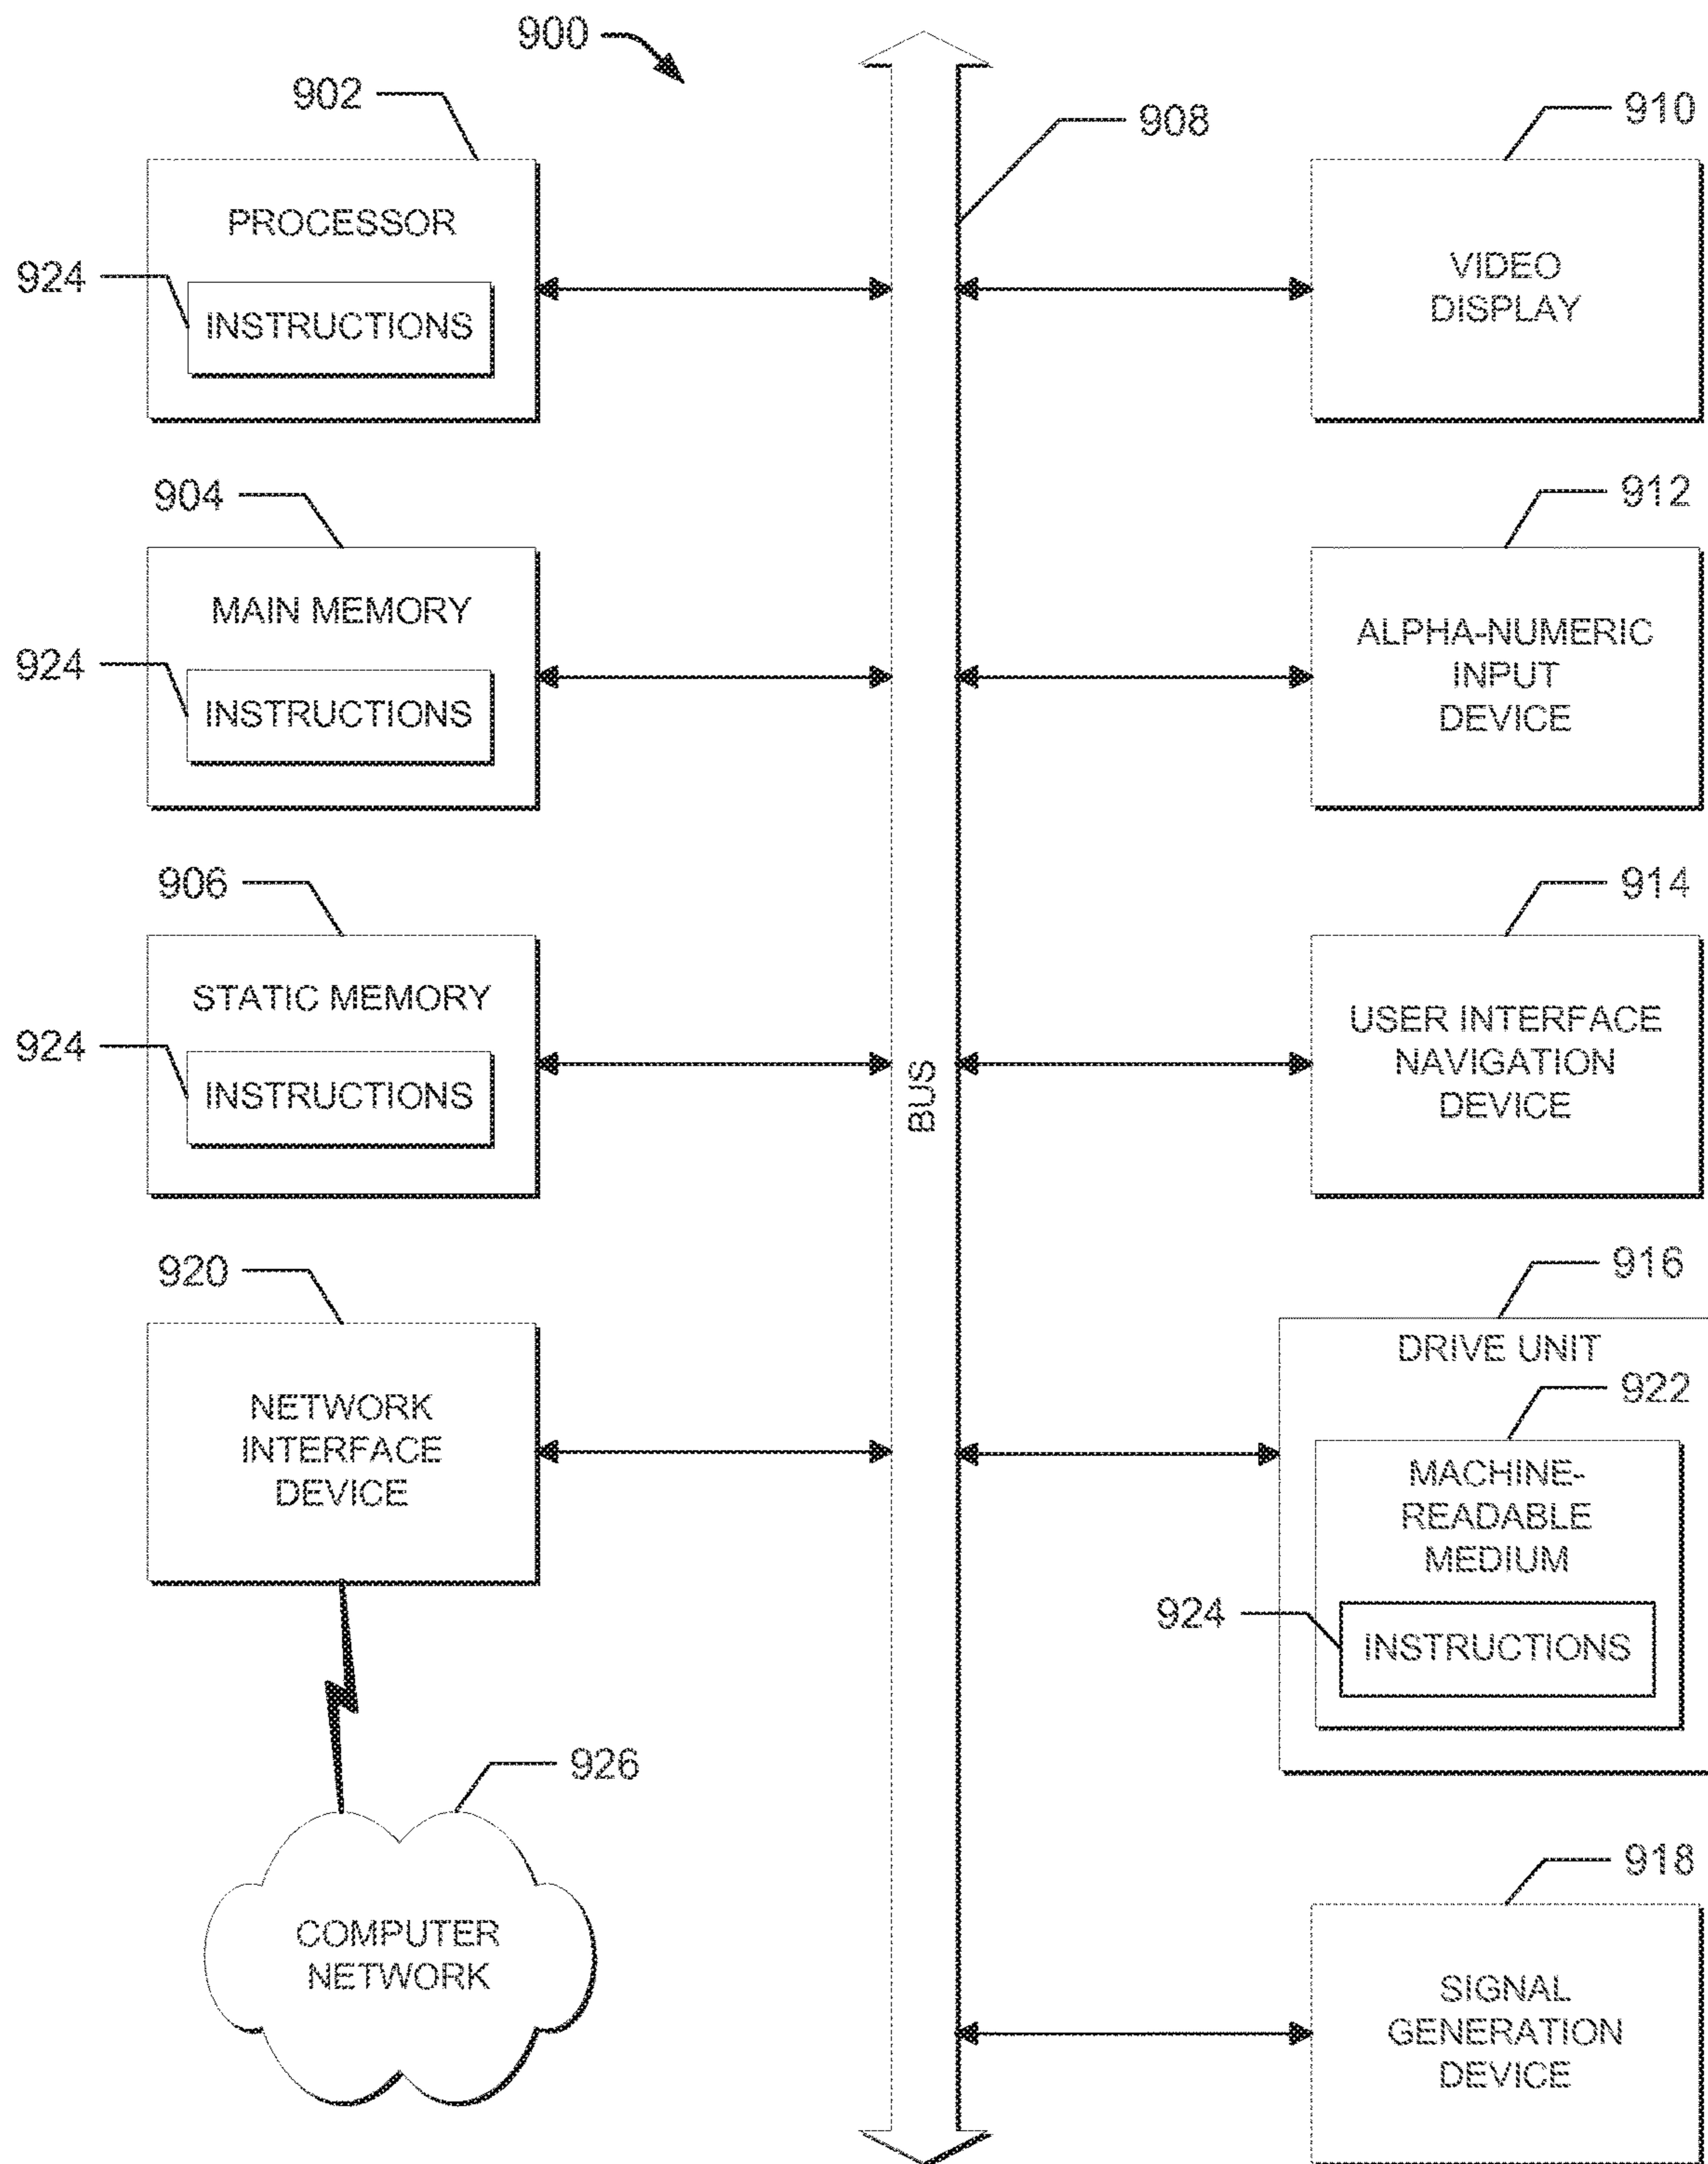 900
902
PROCESSOR
924
INSTRUCTIONS
904
MAIN MEMORY
924
INSTRUCTIONS
906
STATIC MEMORY
924
INSTRUCTIONS
920
NETWORK
INTERFACE
DEVICE
926
COMPUTER
NETWORK
908
BUS
910
VIDEO
DISPLAY
912
ALPHA-NUMERIC
INPUT
DEVICE
914
USER INTERFACE
NAVIGATION
DEVICE
916
DRIVE UNIT
922
MACHINE-
READABLE
MEDIUM
924
INSTRUCTIONS
918
SIGNAL
GENERATION
DEVICE